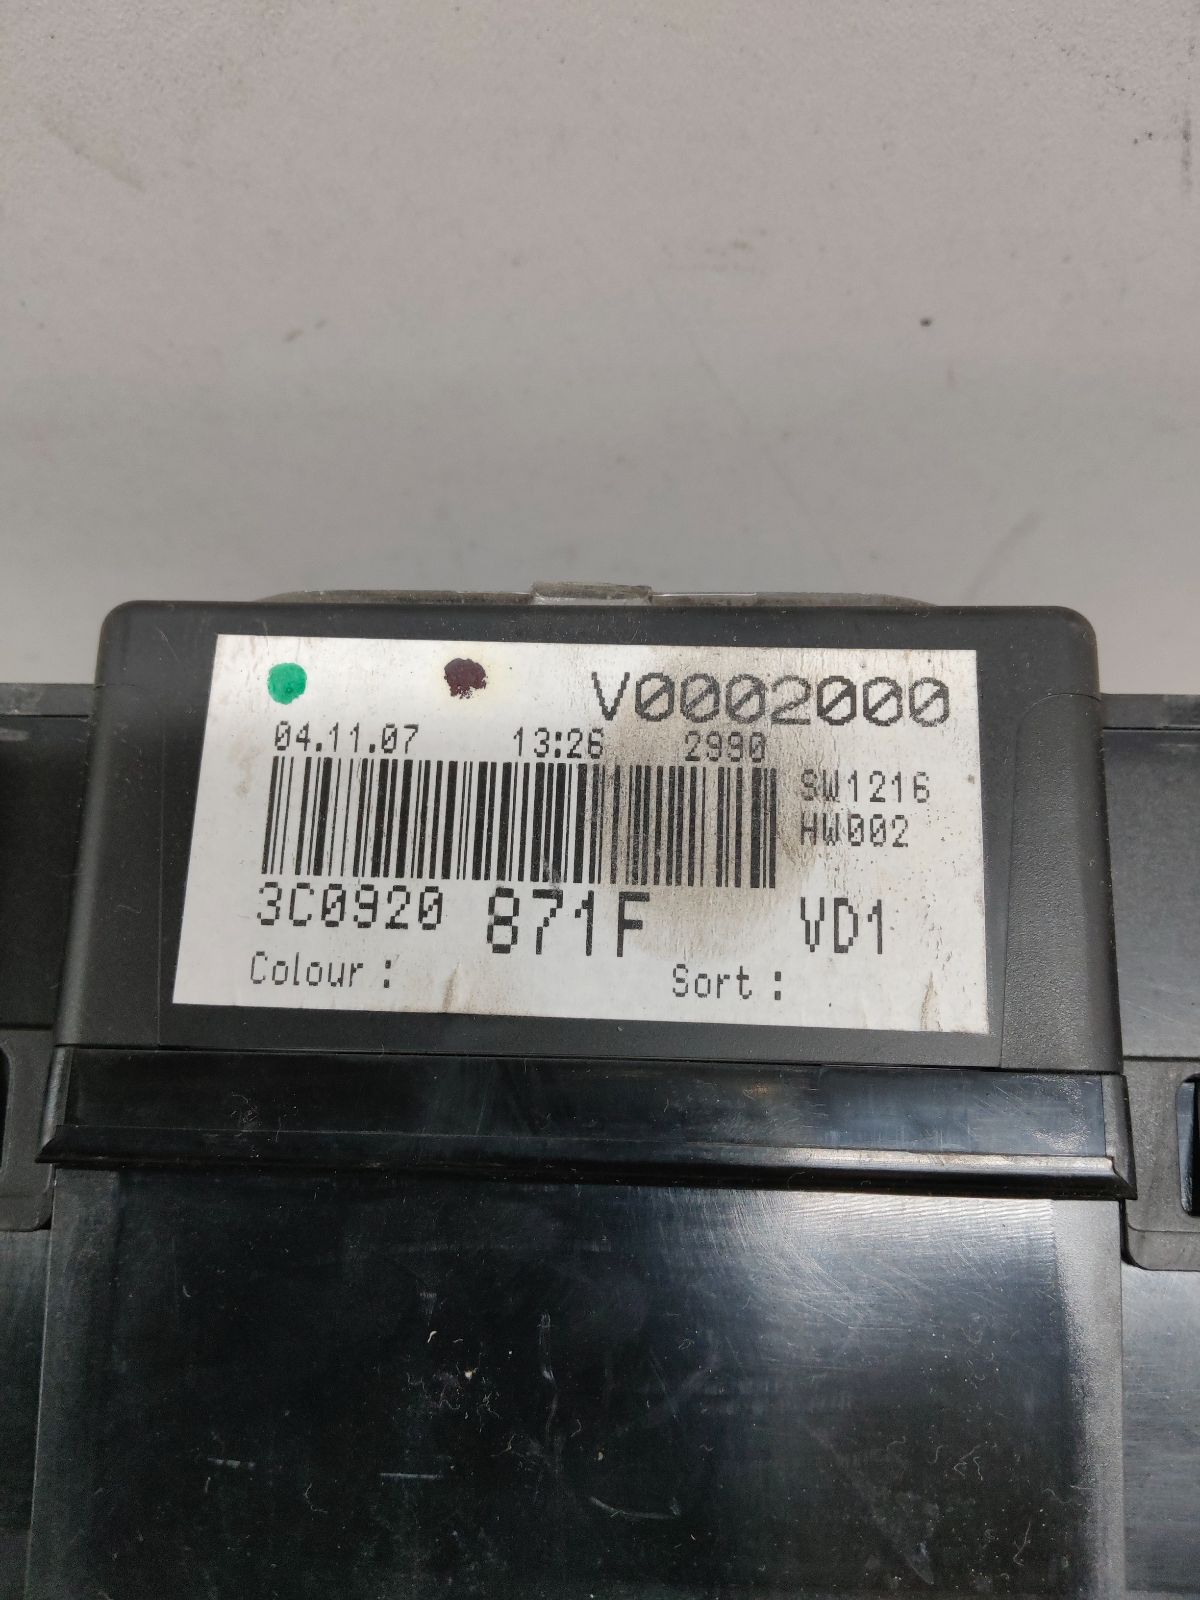 V0002000
04.11.07 13:26 2990
SW1216
HW002
3C0920 871F VD1
Colour : Sort :